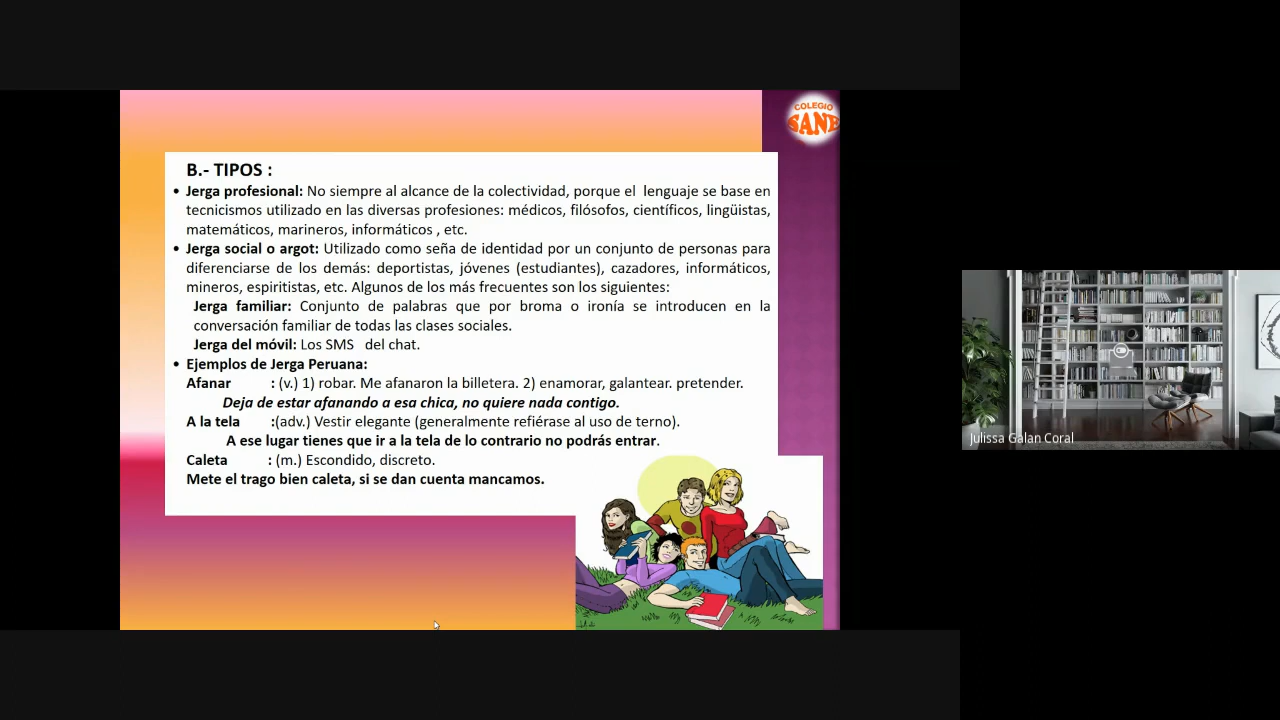 COLEGIO
SANE
B.- TIPOS :
• Jerga profesional: No siempre al alcance de la colectividad, porque el lenguaje se base en
tecnicismos utilizado en las diversas profesiones: médicos, filósofos, científicos, lingüistas,
matemáticos, marineros, informáticos , etc.
• Jerga social o argot: Utilizado como seña de identidad por un conjunto de personas para
diferenciarse de los demás: deportistas, jóvenes (estudiantes), cazadores, informáticos,
mineros, espiritistas, etc. Algunos de los más frecuentes son los siguientes:
Jerga familiar: Conjunto de palabras que por broma o ironía se introducen en la
conversación familiar de todas las clases sociales.
Jerga del móvil: Los SMS del chat.
• Ejemplos de Jerga Peruana:
Afanar : (v.) 1) robar. Me afanaron la billetera. 2) enamorar, galantear. pretender.
Deja de estar afanando a esa chica, no quiere nada contigo.
A la tela :(adv.) Vestir elegante (generalmente refiérase al uso de terno).
A ese lugar tienes que ir a la tela de lo contrario no podrás entrar.
Caleta : (m.) Escondido, discreto.
Mete el trago bien caleta, si se dan cuenta mancamos.
Julissa Galan Coral